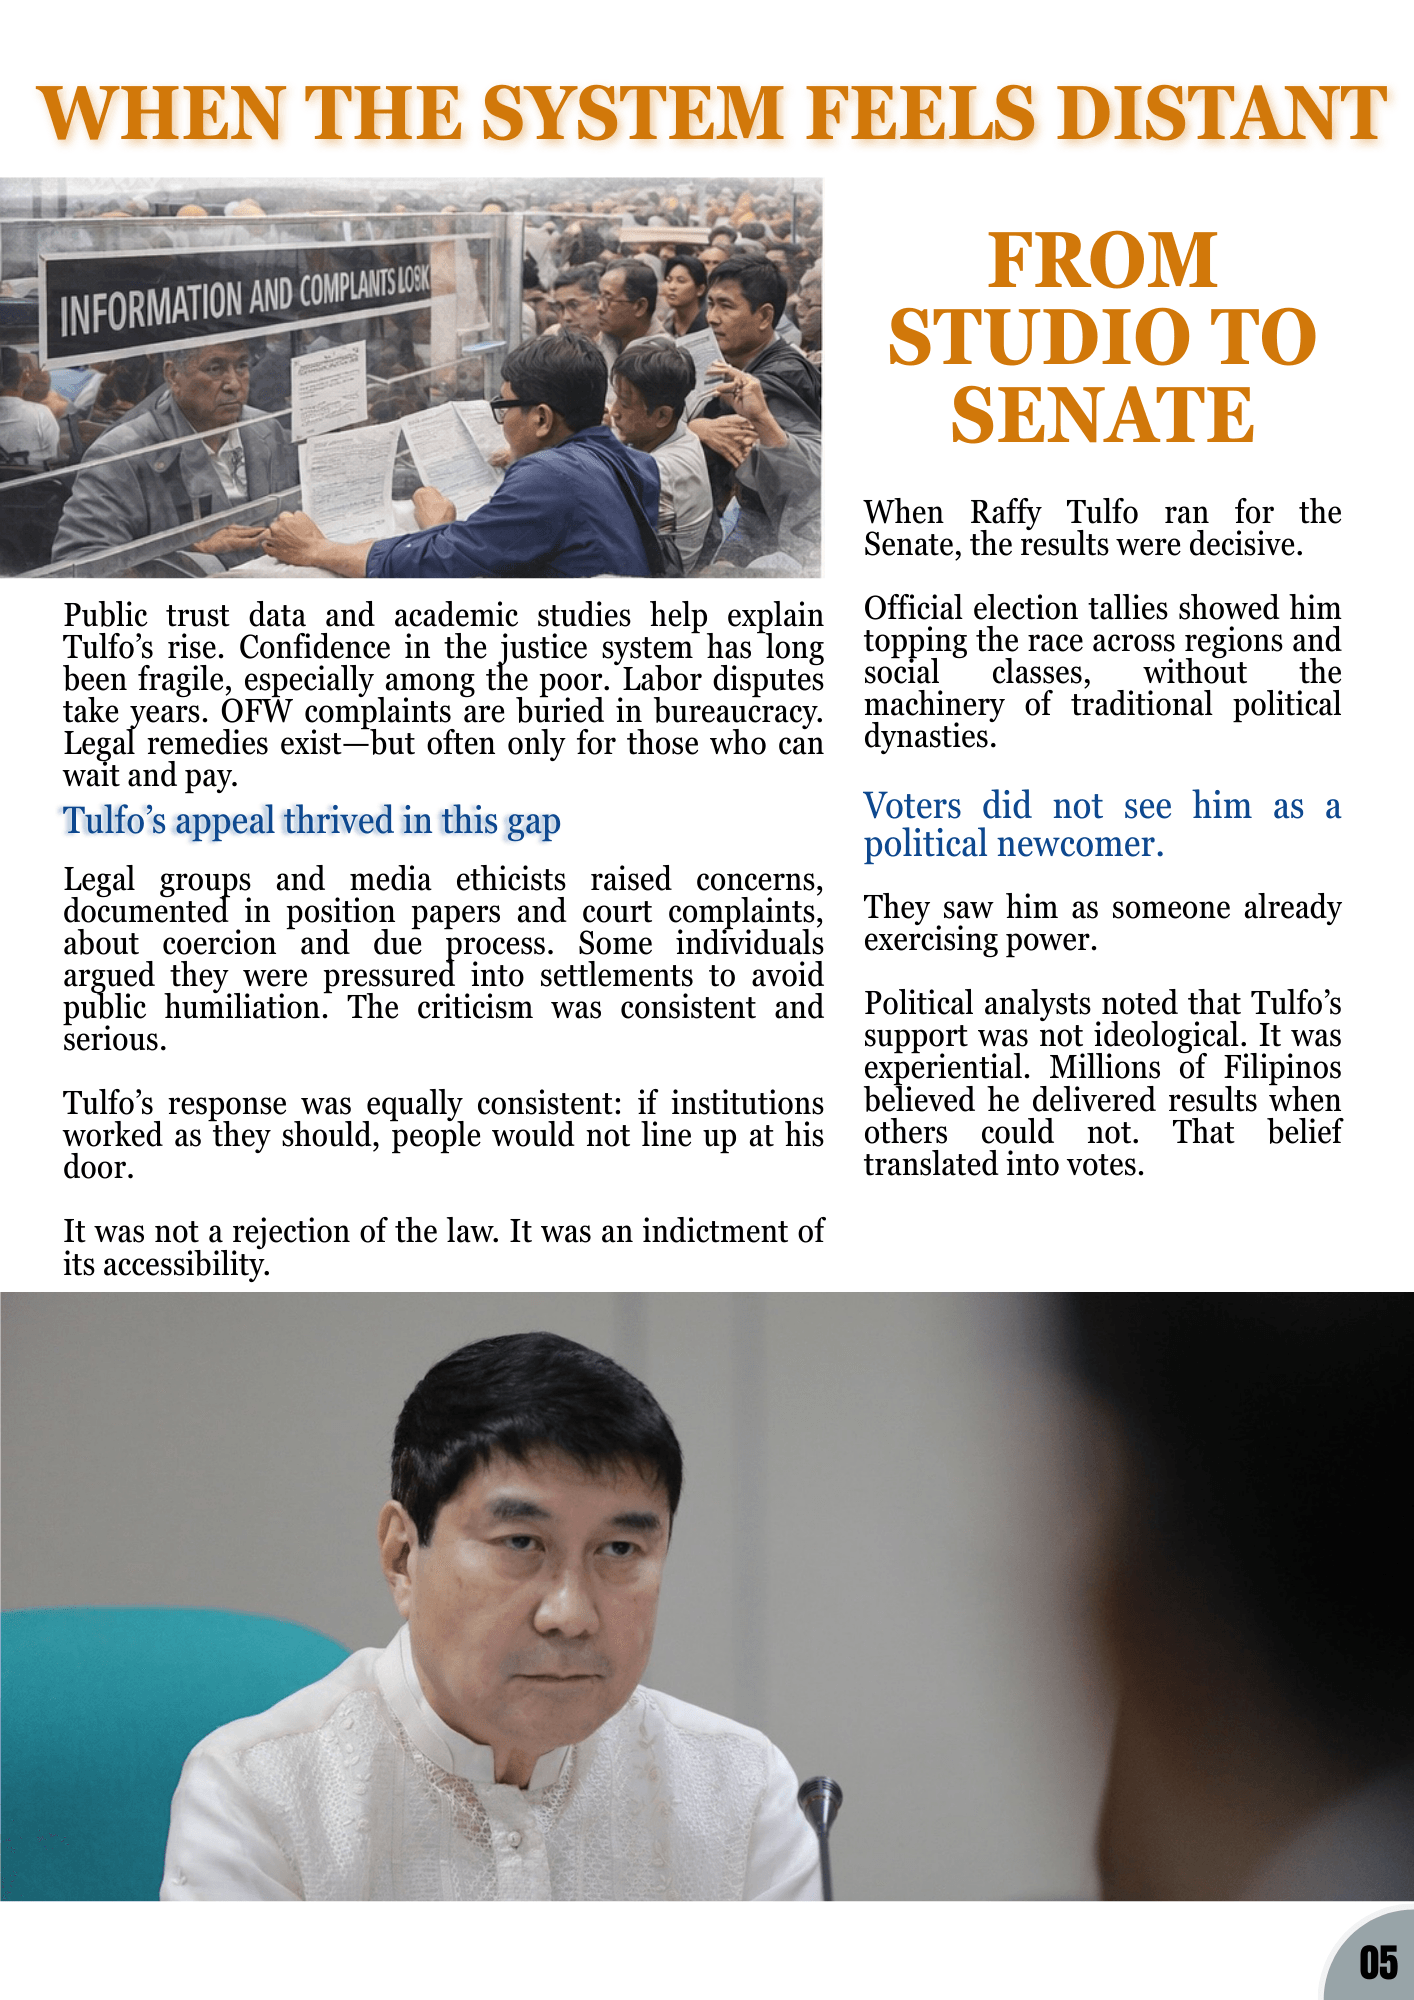 WHEN THE SYSTEM FEELS DISTANT
INFORMATION AND COMPLANTS LOSK
Public trust data and academic studies help explain
Tulfo's rise. Confidence in the justice system has long
been fragile, especially among the poor. Labor disputes
take years. OFW complaints are buried in bureaucracy.
Legal remedies exist—but often only for those who can
wait and pay.
Tulfo's appeal thrived in this gap
Legal groups and media ethicists raised concerns,
documented in position papers and court complaints,
about coercion and due process. Some individuals
argued they were pressured into settlements to avoid
public humiliation. The criticism was consistent and
serious.
Tulfo's response was equally consistent: if institutions
worked as they should, people would not line up at his
door.
It was not a rejection of the law. It was an indictment of
its accessibility.
FROM
STUDIO TO
SENATE
When Raffy Tulfo ran for the
Senate, the results were decisive.
Official election tallies showed him
topping the race across regions and
social classes, without the
machinery of traditional political
dynasties.
Voters did not see him as a
political newcomer.
They saw him as someone already
exercising power.
Political analysts noted that Tulfo's
support was not ideological. It was
experiential. Millions of Filipinos
believed he delivered results when
others could not. That belief
translated into votes.
05